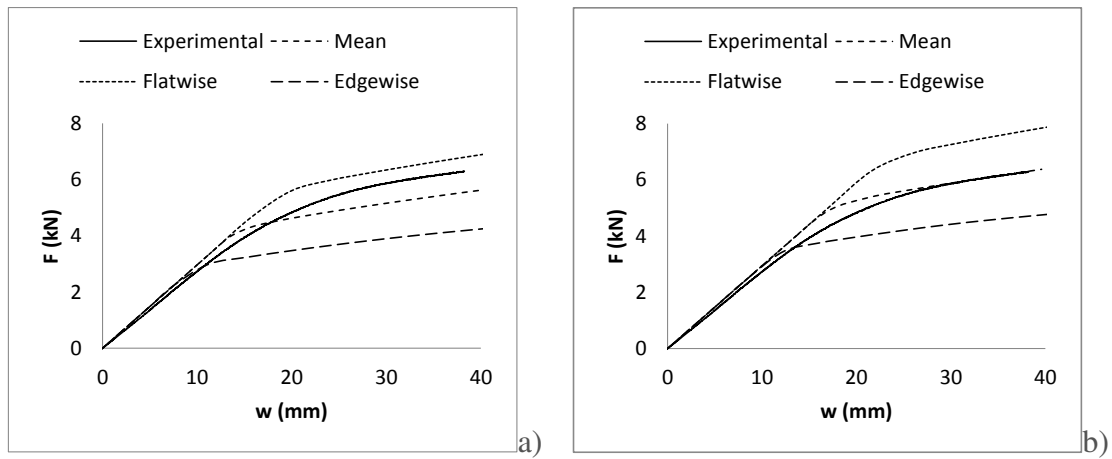 Experimental Mean
Flatwise Edgewise
8
6
4
2
0
F (kN)
0 10 20 30 40
w (mm)
a)
Experimental Mean
Flatwise Edgewise
8
6
4
2
0
F (kN)
0 10 20 30 40
w (mm)
b)